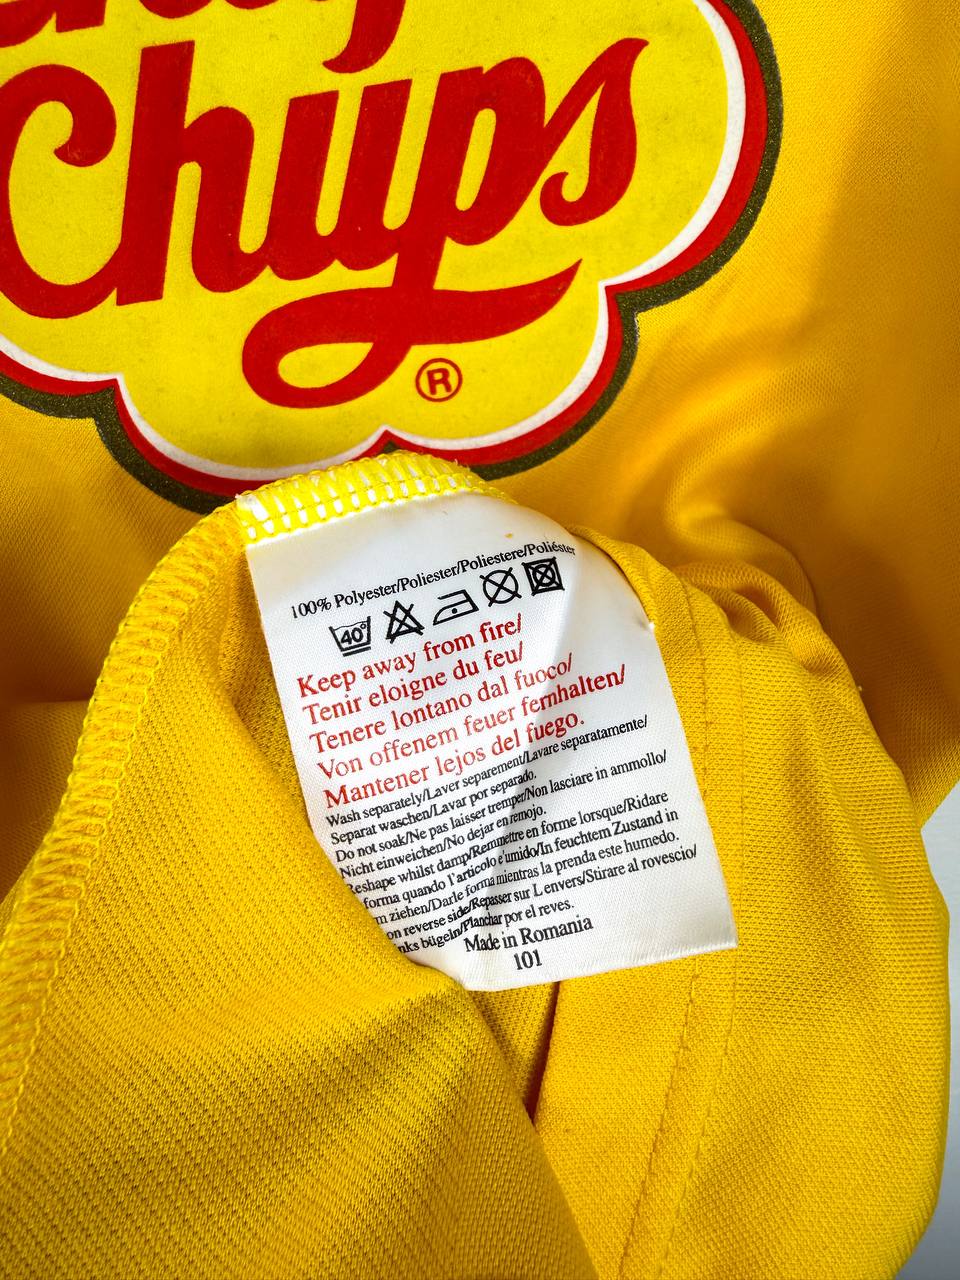 Chups
®
100% Polyester/Poliester/Poliestere/Poliéster
40°
Keep away from fire/
Tenir eloigne du feu/
Tenere lontano dal fuoco/
Von offenem feuer fernhalten/
Mantener lejos del fuego.
Wash separately/Laver separement/Lavare separatamente/
Separat waschen/Lavar por separado.
Do not soak/Ne pas laisser tremper/Non lasciare in ammollo/
Nicht einweichen/No dejar en remojo.
Reshape whilst damp/Remmettre en forme lorsque/Ridare
forma quando l'articolo e'umido/In feuchtem Zustand in
m ziehen/Darle forma mientras la prenda este humedo.
on reverse side/Repasser sur L envers/Stirare al rovescio/
nks bügeln/Planchar por el reves.
Made in Romania
101